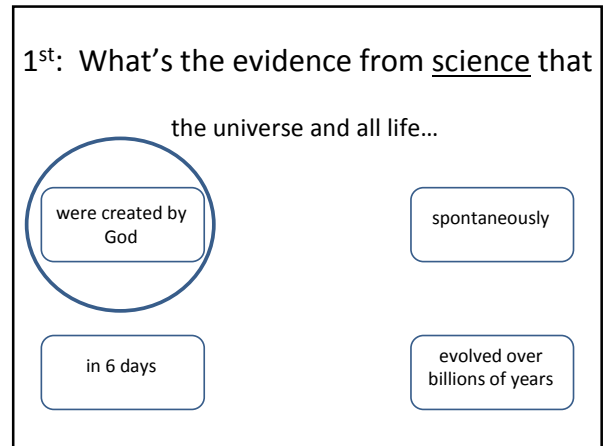 1st: What's the evidence from science that
the universe and all life…
were created by
God
spontaneously
in 6 days
evolved over
billions of years